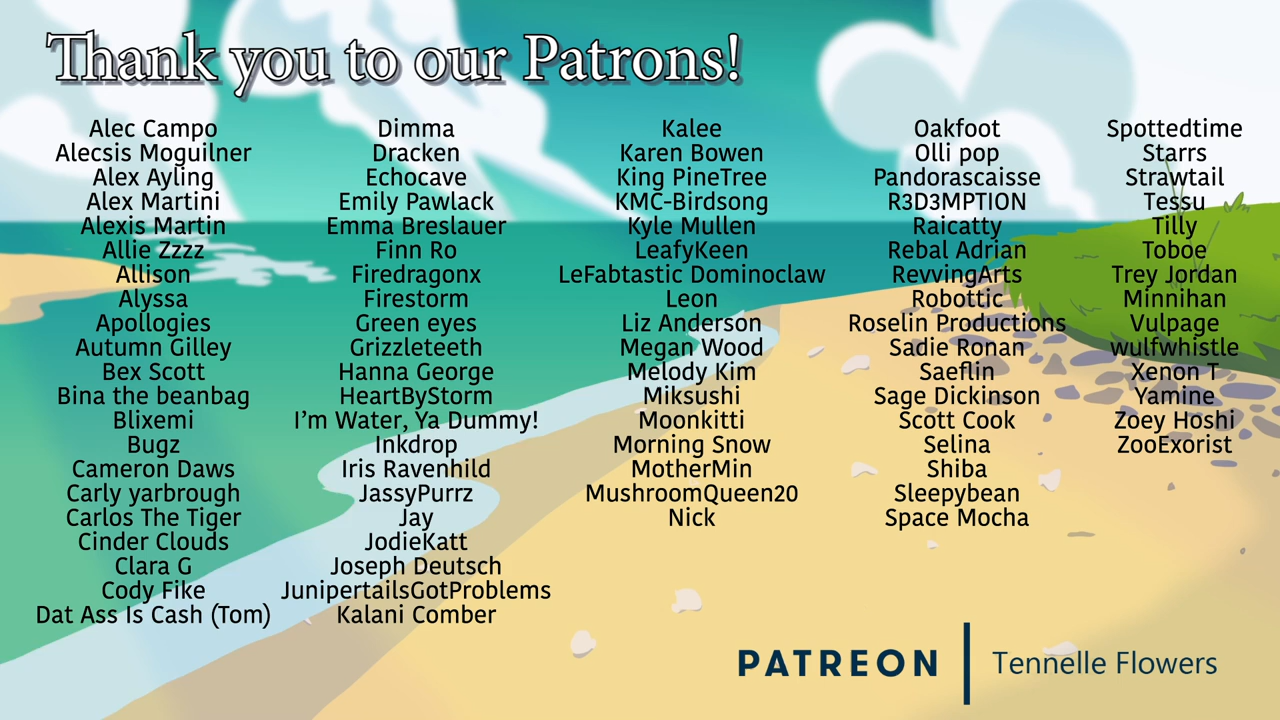 Thank you to our Patrons!
Alec Campo
Alecsis Moguilner
Alex Ayling
Alex Martini
Alexis Martin
Allie Zzzz
Allison
Alyssa
Apollogies
Autumn Gilley
Bex Scott
Bina the beanbag
Blixemi
Bugz
Cameron Daws
Carly yarbrough
Carlos The Tiger
Cinder Clouds
Clara G
Cody Fike
Dat Ass Is Cash (Tom)
Dimma
Dracken
Echocave
Emily Pawlack
Emma Breslauer
Finn Ro
Firedragonx
Firestorm
Green eyes
Grizzleteeth
Hanna George
HeartByStorm
I'm Water, Ya Dummy!
Inkdrop
Iris Ravenhild
JassyPurrz
Jay
JodieKatt
Joseph Deutsch
JunipertailsGotProblems
Kalani Comber
Kalee
Karen Bowen
King PineTree
KMC-Birdsong
Kyle Mullen
LeafyKeen
LeFabtastic Dominoclaw
Leon
Liz Anderson
Megan Wood
Melody Kim
Miksushi
Moonkitti
Morning Snow
MotherMin
MushroomQueen20
Nick
Oakfoot
Olli pop
Pandorascaisse
R3D3MPTION
Raicatty
Rebal Adrian
RevvingArts
Robottic
Roselin Productions
Sadie Ronan
Saeflin
Sage Dickinson
Scott Cook
Selina
Shiba
Sleepybean
Space Mocha
Spottedtime
Starrs
Strawtail
Tessu
Tilly
Toboe
Trey Jordan
Minnihan
Vulpage
wulfwhistle
Xenon T
Yamine
Zoey Hoshi
ZooExorist
PATREON | Tennelle Flowers